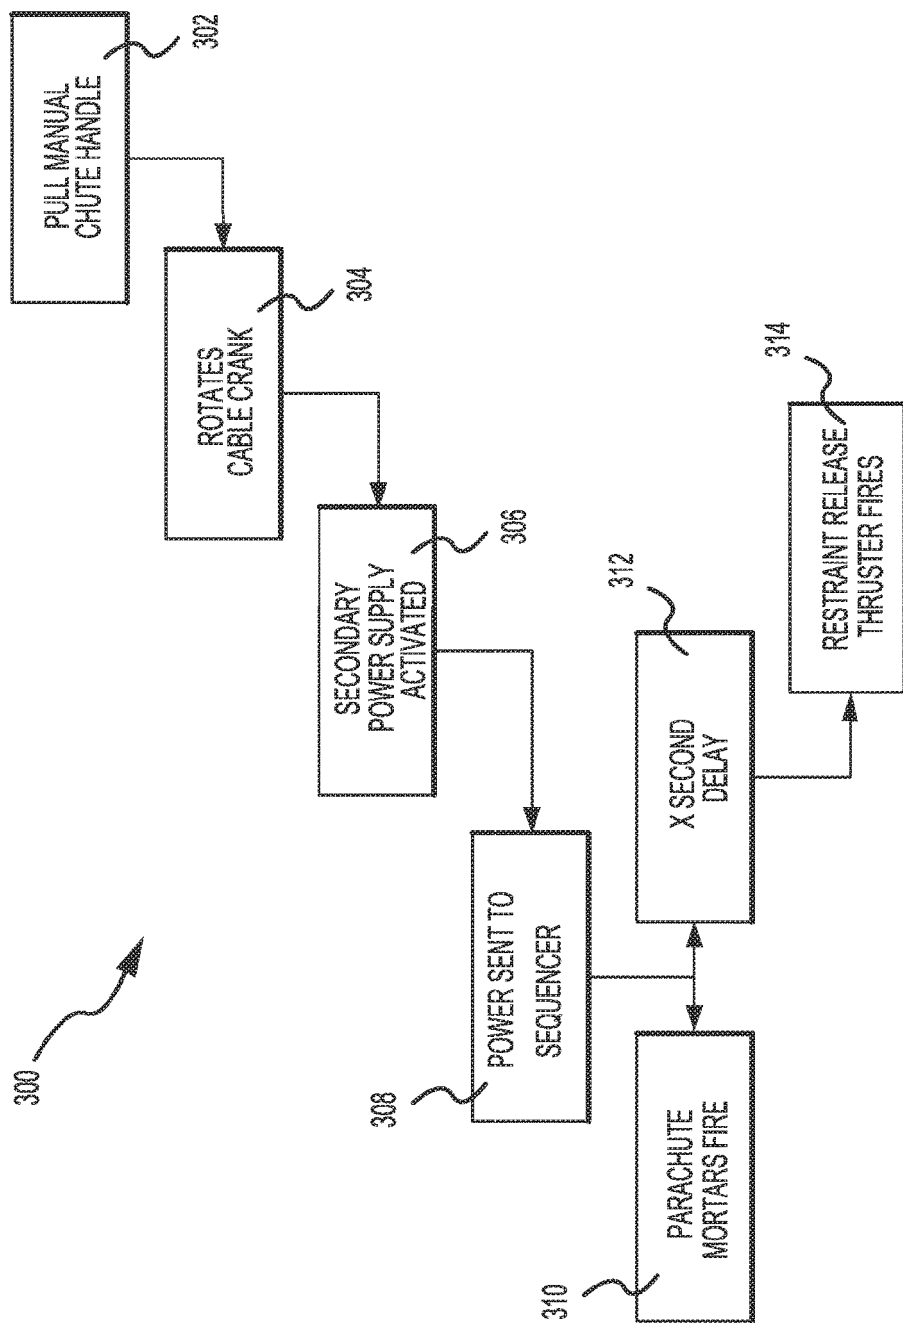 300
PULL MANUAL
CHUTE HANDLE
302
ROTATES
CABLE CRANK
304
SECONDARY
POWER SUPPLY
ACTIVATED
306
POWER SENT TO
SEQUENCER
308
PARACHUTE
MORTARS FIRE
310
X SECOND
DELAY
312
RESTRAINT RELEASE
THRUSTER FIRES
314